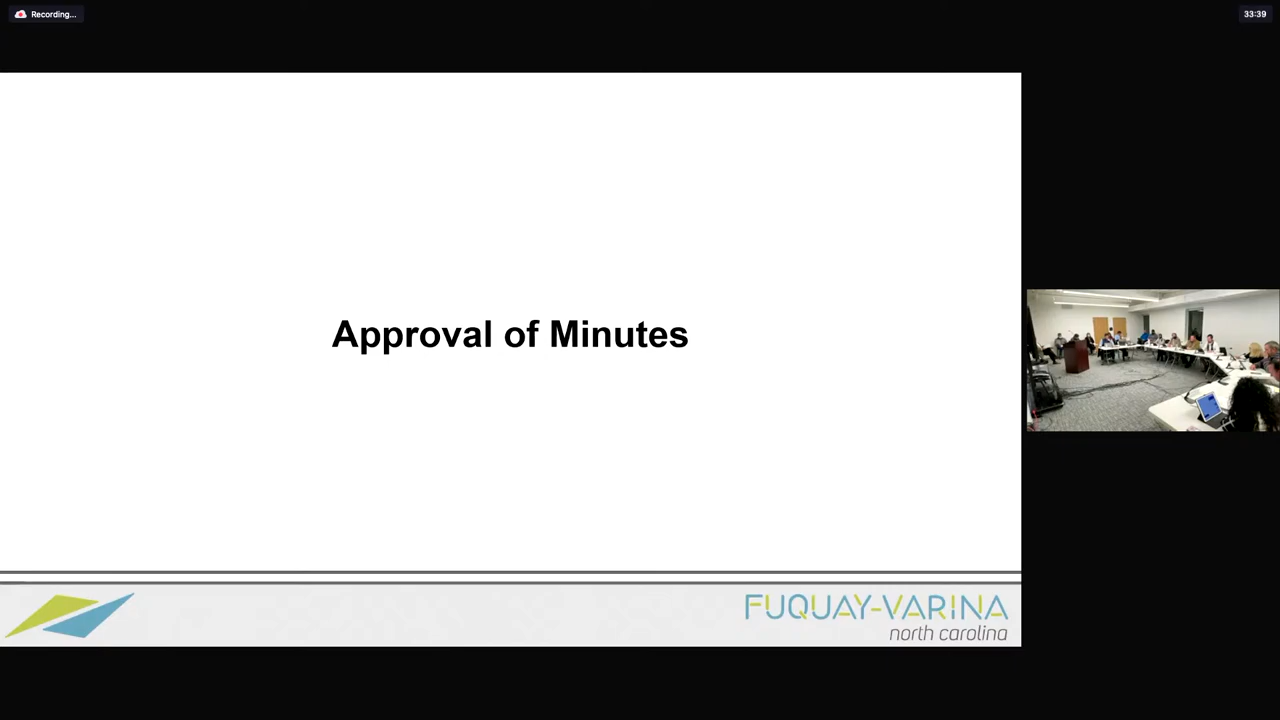 Recording...
33:39
Approval of Minutes
FUQUAY-VARINA
north carolina